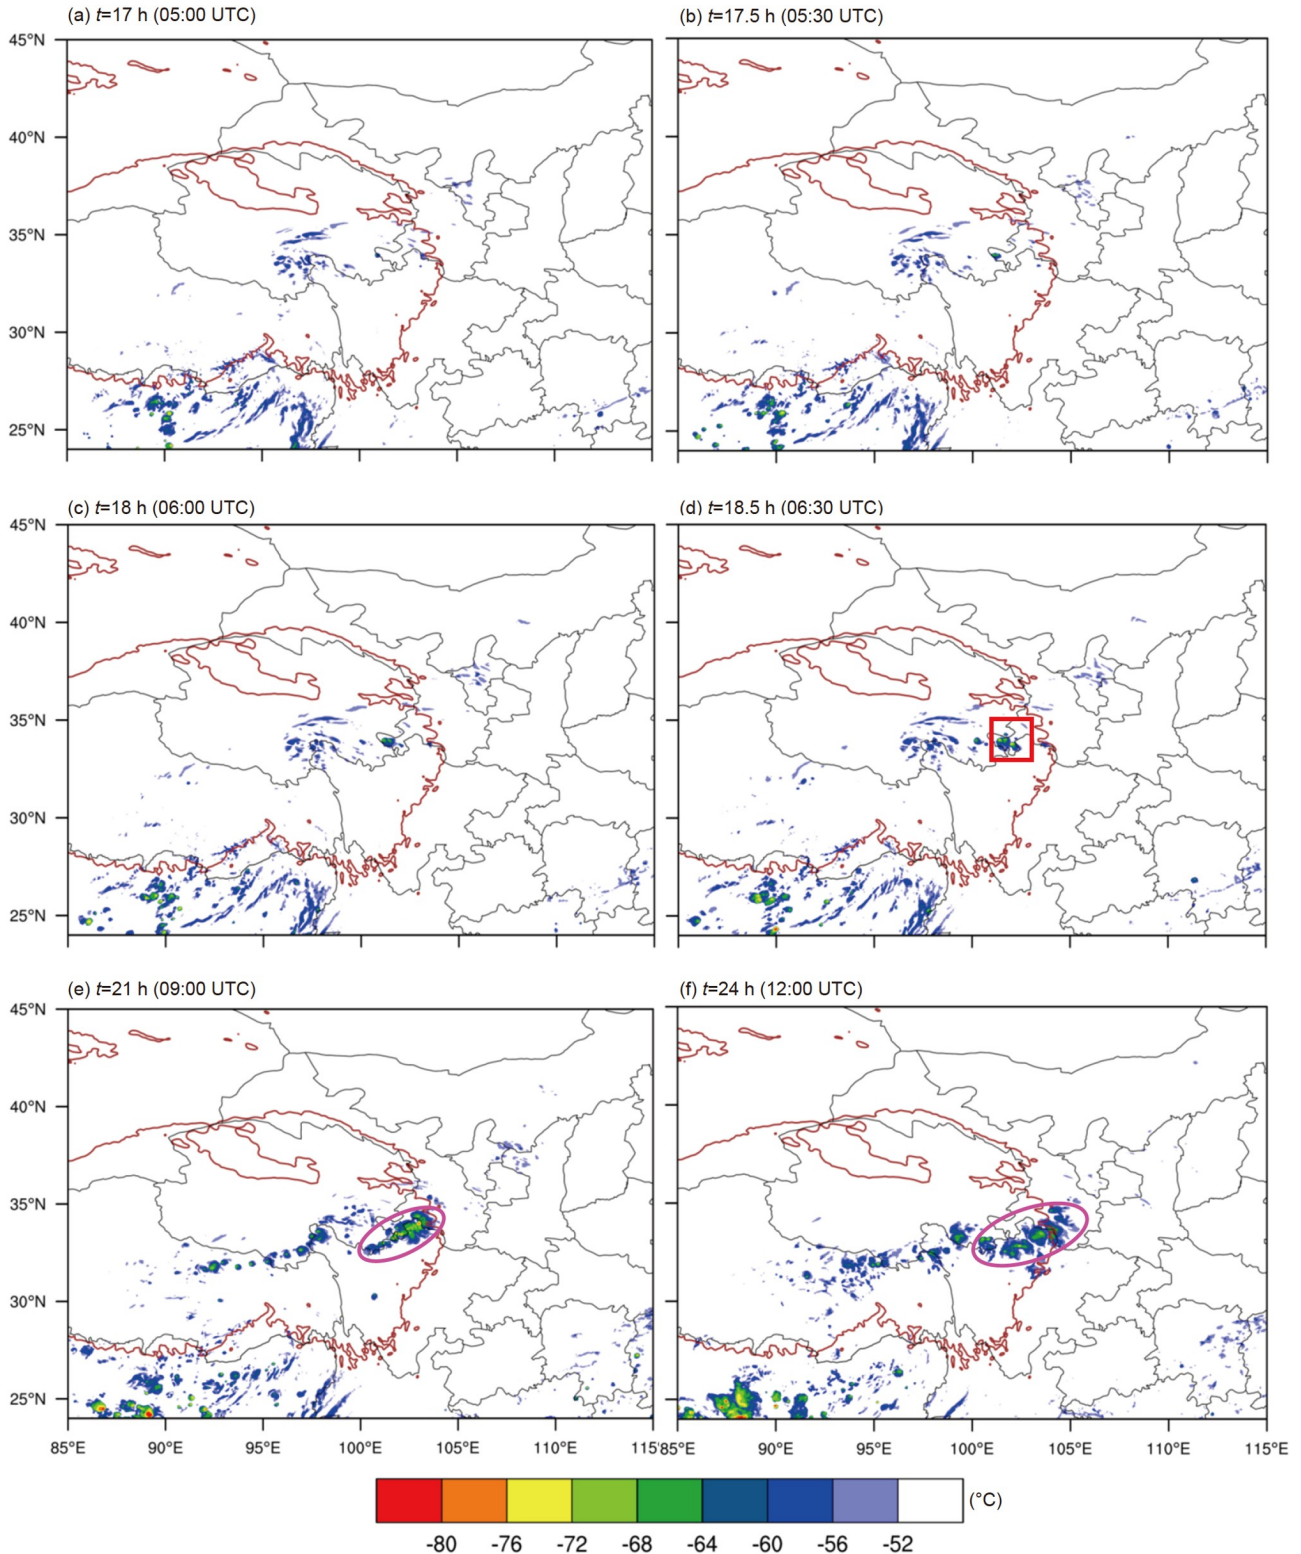 (a) t=17 h (05:00 UTC)
(b) t=17.5 h (05:30 UTC)
45°N
40°N
35°N
30°N
25°N
(c) t=18 h (06:00 UTC)
(d) t=18.5 h (06:30 UTC)
45°N
40°N
35°N
30°N
25°N
(e) t=21 h (09:00 UTC)
(f) t=24 h (12:00 UTC)
45°N
40°N
35°N
30°N
25°N
85°E 90°E 95°E 100°E 105°E 110°E 115°
85°E 90°E 95°E 100°E 105°E 110°E 115°E
(°C)
-80 -76 -72 -68 -64 -60 -56 -52